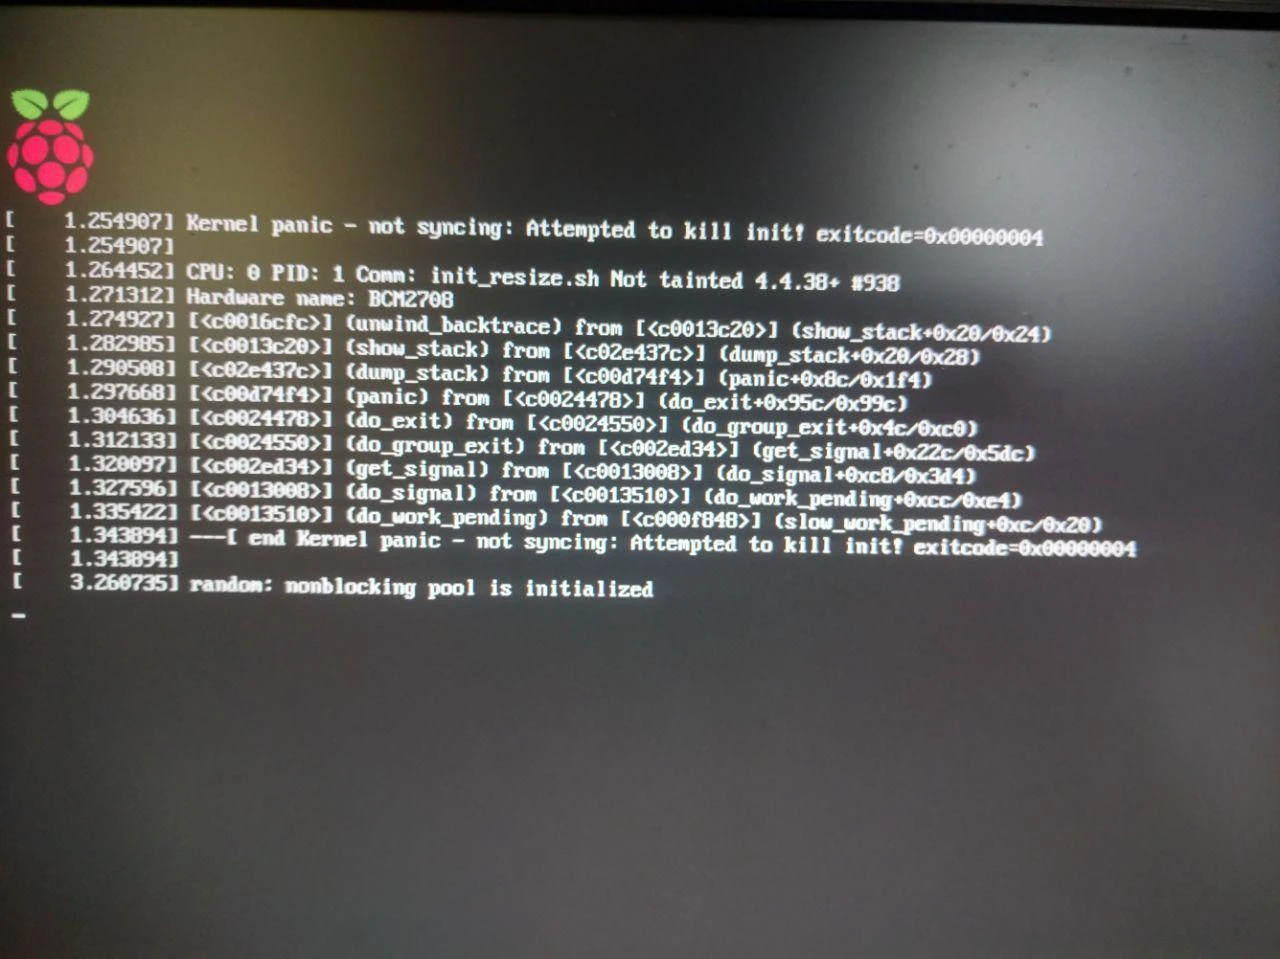 [    1.254907] Kernel panic - not syncing: Attempted to kill init! exitcode=0x00000004
[    1.254907]
[    1.264452] CPU: 0 PID: 1 Comm: init_resize.sh Not tainted 4.4.38+ #938
[    1.271312] Hardware name: BCM2708
[    1.274927] [<c0016cfc>] (unwind_backtrace) from [<c0013c20>] (show_stack+0x20/0x24)
[    1.282985] [<c0013c20>] (show_stack) from [<c02e437c>] (dump_stack+0x20/0x28)
[    1.290508] [<c02e437c>] (dump_stack) from [<c00d74f4>] (panic+0x8c/0x1f4)
[    1.297668] [<c00d74f4>] (panic) from [<c0024478>] (do_exit+0x95c/0x99c)
[    1.304636] [<c0024478>] (do_exit) from [<c0024550>] (do_group_exit+0x4c/0xc0)
[    1.312133] [<c0024550>] (do_group_exit) from [<c002ed34>] (get_signal+0x22c/0x5dc)
[    1.320097] [<c002ed34>] (get_signal) from [<c0013008>] (do_signal+0xc8/0x3d4)
[    1.327596] [<c0013008>] (do_signal) from [<c0013510>] (do_work_pending+0xcc/0xe4)
[    1.335422] [<c0013510>] (do_work_pending) from [<c000f848>] (slow_work_pending+0xc/0x20)
[    1.343894] ---[ end Kernel panic - not syncing: Attempted to kill init! exitcode=0x00000004
[    1.343894]
[    3.260735] random: nonblocking pool is initialized